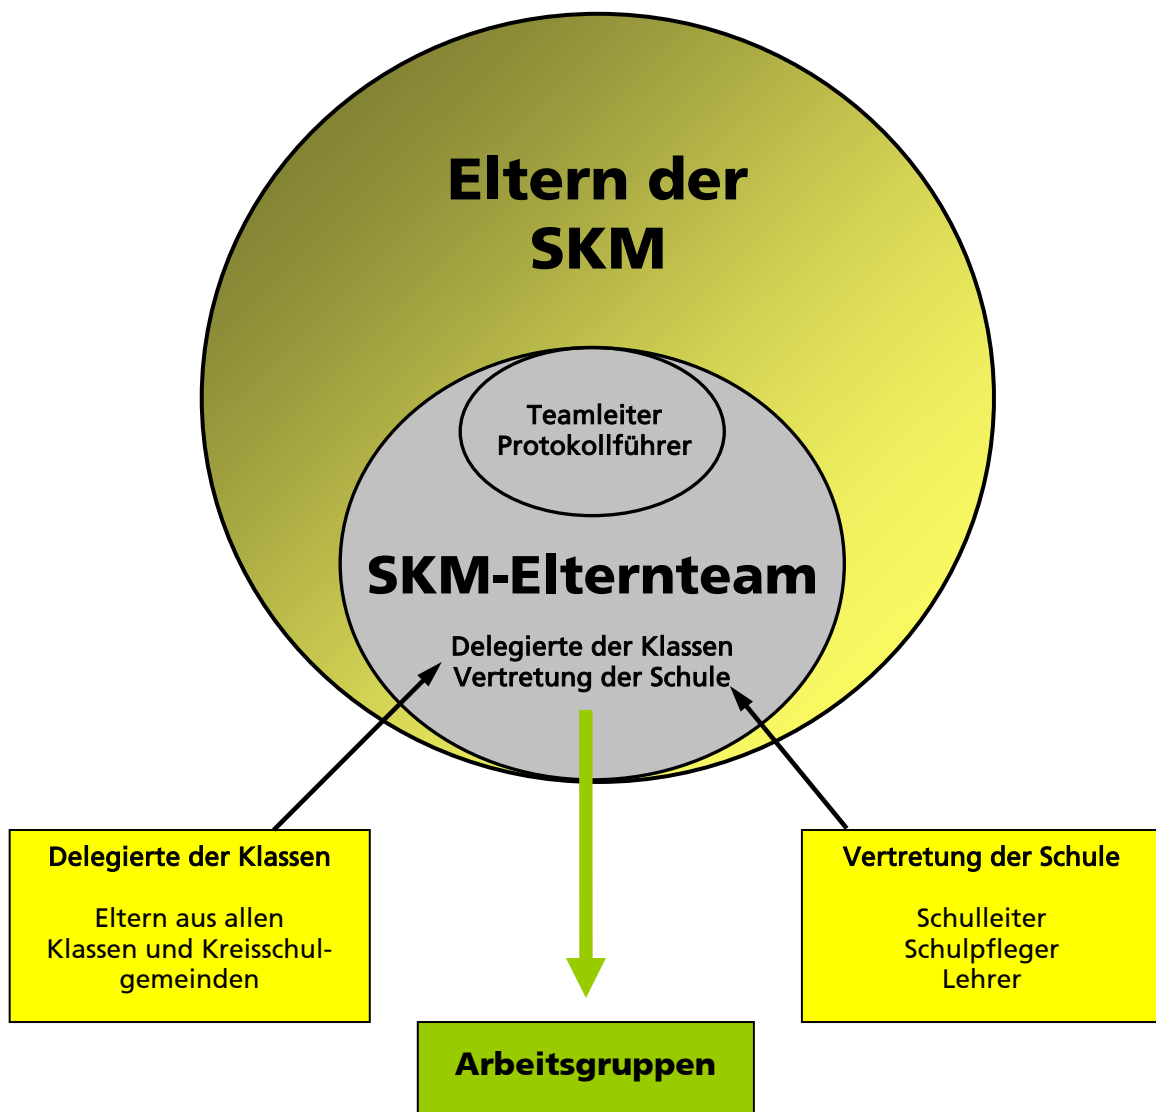 Eltern der
SKM
Teamleiter
Protokollführer
SKM-Elternteam
Delegierte der Klassen
Vertretung der Schule
Delegierte der Klassen
Eltern aus allen
Klassen und Kreisschul-
gemeinden
Vertretung der Schule
Schulleiter
Schulpfleger
Lehrer
Arbeitsgruppen